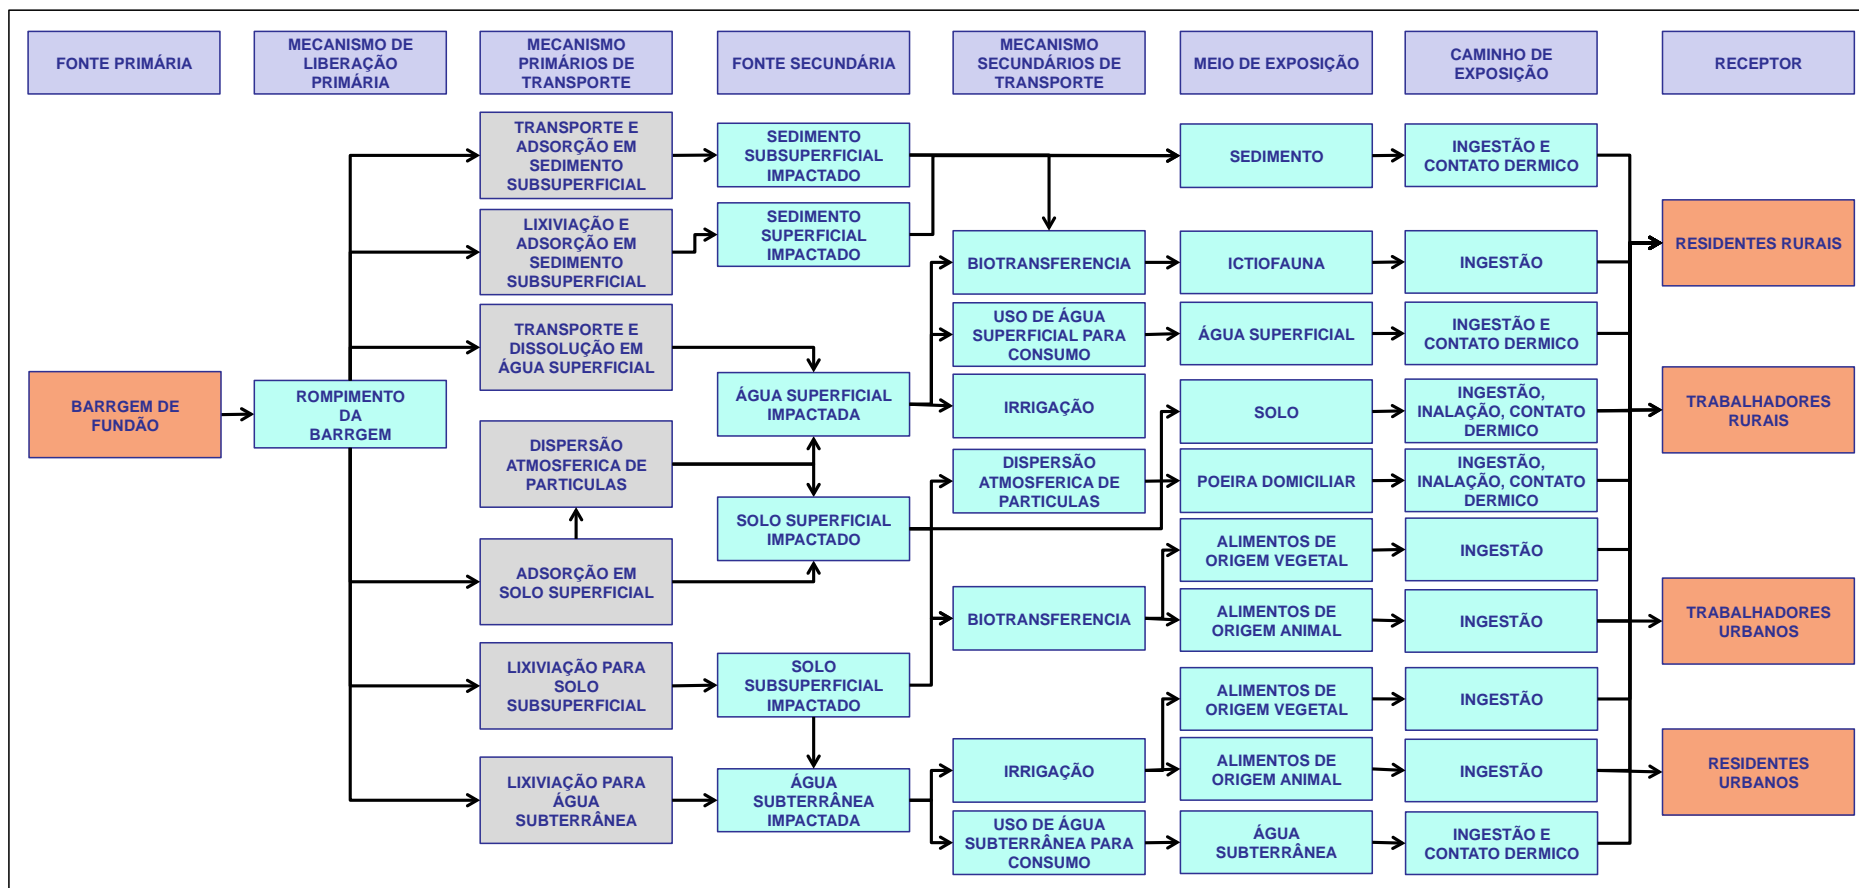 FONTE PRIMÁRIA
MECANISMO DE
LIBERAÇÃO
PRIMÁRIA
MECANISMO
PRIMÁRIOS DE
TRANSPORTE
FONTE SECUNDÁRIA
MECANISMO
SECUNDÁRIOS DE
TRANSPORTE
MEIO DE EXPOSIÇÃO
CAMINHO DE
EXPOSIÇÃO
RECEPTOR
BARRGEM DE
FUNDÃO
ROMPIMENTO
DA
BARRGEM
TRANSPORTE E
ADSORÇÃO EM
SEDIMENTO
SUBSUPERFICIAL
LIXIVIAÇÃO E
ADSORÇÃO EM
SEDIMENTO
SUBSUPERFICIAL
TRANSPORTE E
DISSOLUÇÃO EM
ÁGUA SUPERFICIAL
DISPERSÃO
ATMOSFERICA DE
PARTICULAS
ADSORÇÃO EM
SOLO SUPERFICIAL
LIXIVIAÇÃO PARA
SOLO
SUBSUPERFICIAL
LIXIVIAÇÃO PARA
ÁGUA
SUBTERRÂNEA
SEDIMENTO
SUBSUPERFICIAL
IMPACTADO
SEDIMENTO
SUPERFICIAL
IMPACTADO
ÁGUA SUPERFICIAL
IMPACTADA
SOLO SUPERFICIAL
IMPACTADO
SOLO
SUBSUPERFICIAL
IMPACTADO
ÁGUA
SUBTERRÂNEA
IMPACTADA
BIOTRANSFERENCIA
USO DE ÁGUA
SUPERFICIAL PARA
CONSUMO
IRRIGAÇÃO
DISPERSÃO
ATMOSFERICA DE
PARTICULAS
BIOTRANSFERENCIA
IRRIGAÇÃO
USO DE ÁGUA
SUBTERRÂNEA PARA
CONSUMO
SEDIMENTO
ICTIOFAUNA
ÁGUA SUPERFICIAL
SOLO
POEIRA DOMICILIAR
ALIMENTOS DE
ORIGEM VEGETAL
ALIMENTOS DE
ORIGEM ANIMAL
ALIMENTOS DE
ORIGEM VEGETAL
ALIMENTOS DE
ORIGEM ANIMAL
ÁGUA
SUBTERRÂNEA
INGESTÃO E
CONTATO DERMICO
INGESTÃO
INGESTÃO E
CONTATO DERMICO
INGESTÃO,
INALAÇÃO, CONTATO
DERMICO
INGESTÃO,
INALAÇÃO, CONTATO
DERMICO
INGESTÃO
INGESTÃO
INGESTÃO
INGESTÃO
INGESTÃO E
CONTATO DERMICO
RESIDENTES RURAIS
TRABALHADORES
RURAIS
TRABALHADORES
URBANOS
RESIDENTES
URBANOS